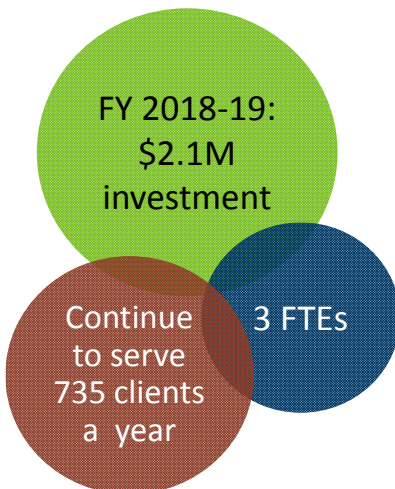 FY 2018-19:
$2.1M
investment
3 FTEs
Continue
to serve
735 clients
a year